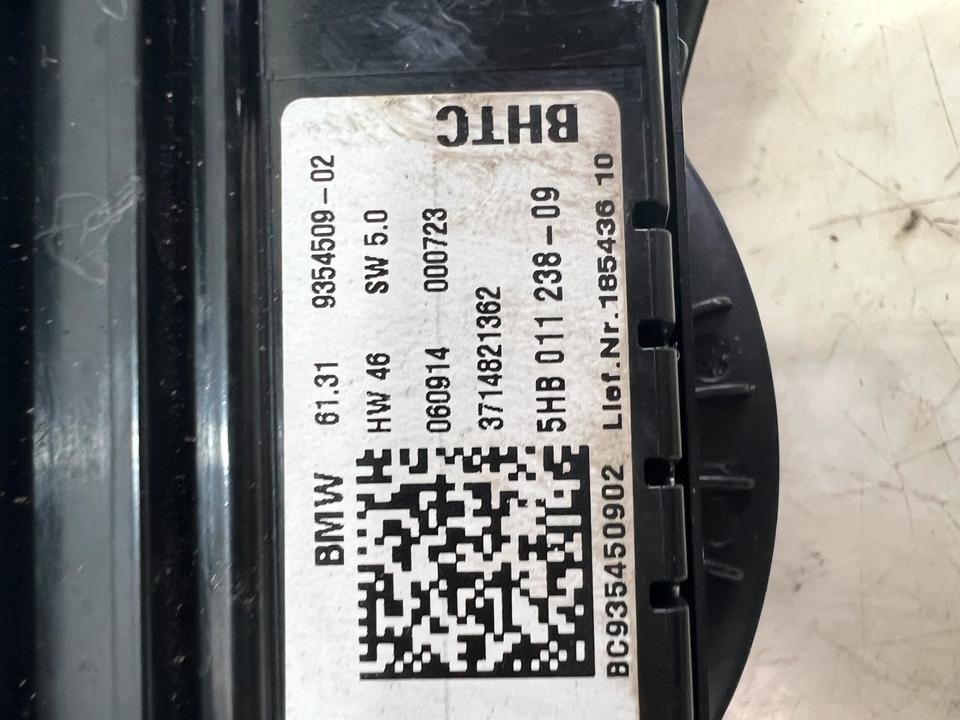 BMW 61.31 9354509-02
HW 46 SW 5.0
060914 000723
3714821362
5HB 011 238-09
BC935450902 Lief.Nr.185436 10
BHTC